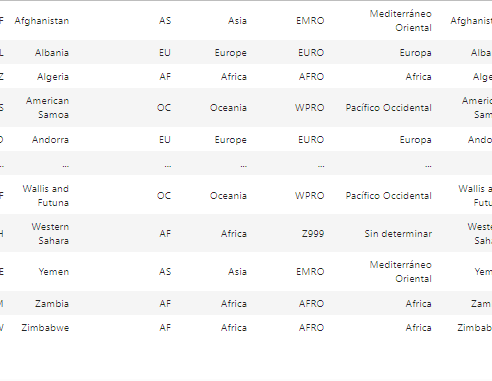 F Afghanistan AS Asia EMRO Mediterráneo Oriental Afghanist
L Albania EU Europe EURO Europa Alba
Z Algeria AF Africa AFRO Africa Alge
S American Samoa OC Oceania WPRO Pacífico Occidental Americ Sam
D Andorra EU Europe EURO Europa Ando
.. ... ... ... ... ...
F Wallis and Futuna OC Oceania WPRO Pacífico Occidental Wallis a Futu
H Western Sahara AF Africa Z999 Sin determinar Weste Saha
E Yemen AS Asia EMRO Mediterráneo Oriental Yem
M Zambia AF Africa AFRO Africa Zam
W Zimbabwe AF Africa AFRO Africa Zimbab